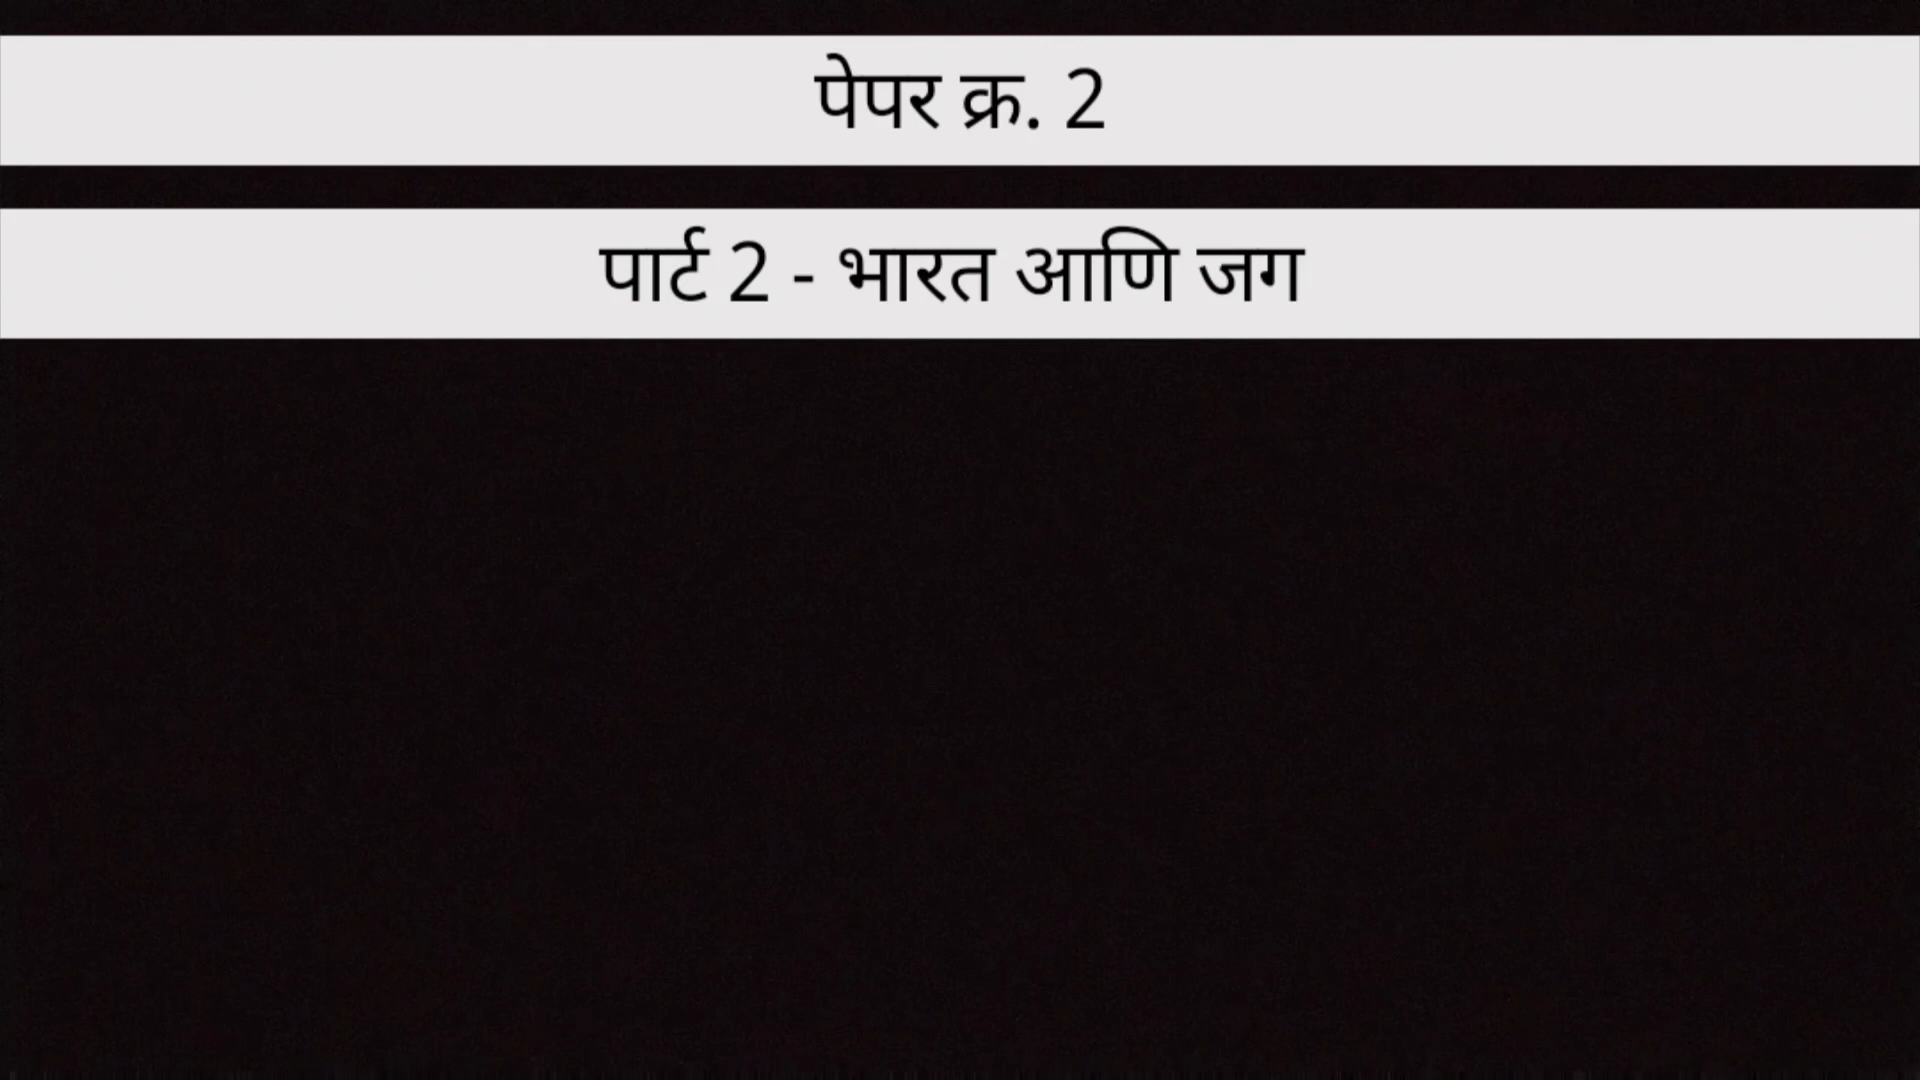 पेपर क्र. 2
पार्ट 2 - भारत आणि जग